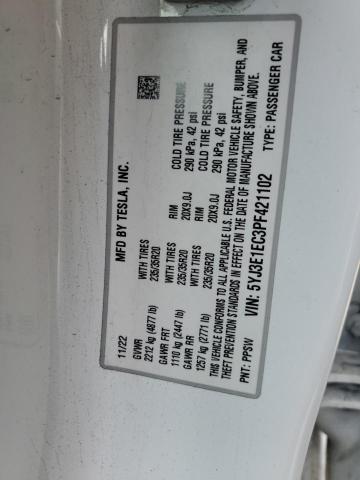 MFD BY TESLA, INC.
11/22
GVWR
2212 kg (4877 lb) WITH TIRES 235/35R20 RIM 20X9.0J COLD TIRE PRESSURE 290 kPa, 42 psi
GAWR FRT
1110 kg (2447 lb) WITH TIRES 235/35R20 RIM 20X9.0J COLD TIRE PRESSURE 290 kPa, 42 psi
GAWR RR
1257 kg (2771 lb)
THIS VEHICLE CONFORMS TO ALL APPLICABLE U.S. FEDERAL MOTOR VEHICLE SAFETY, BUMPER, AND
THEFT PREVENTION STANDARDS IN EFFECT ON THE DATE OF MANUFACTURE SHOWN ABOVE.
VIN: 5YJ3E1EC3PF421102
PNT: PPSW TYPE: PASSENGER CAR